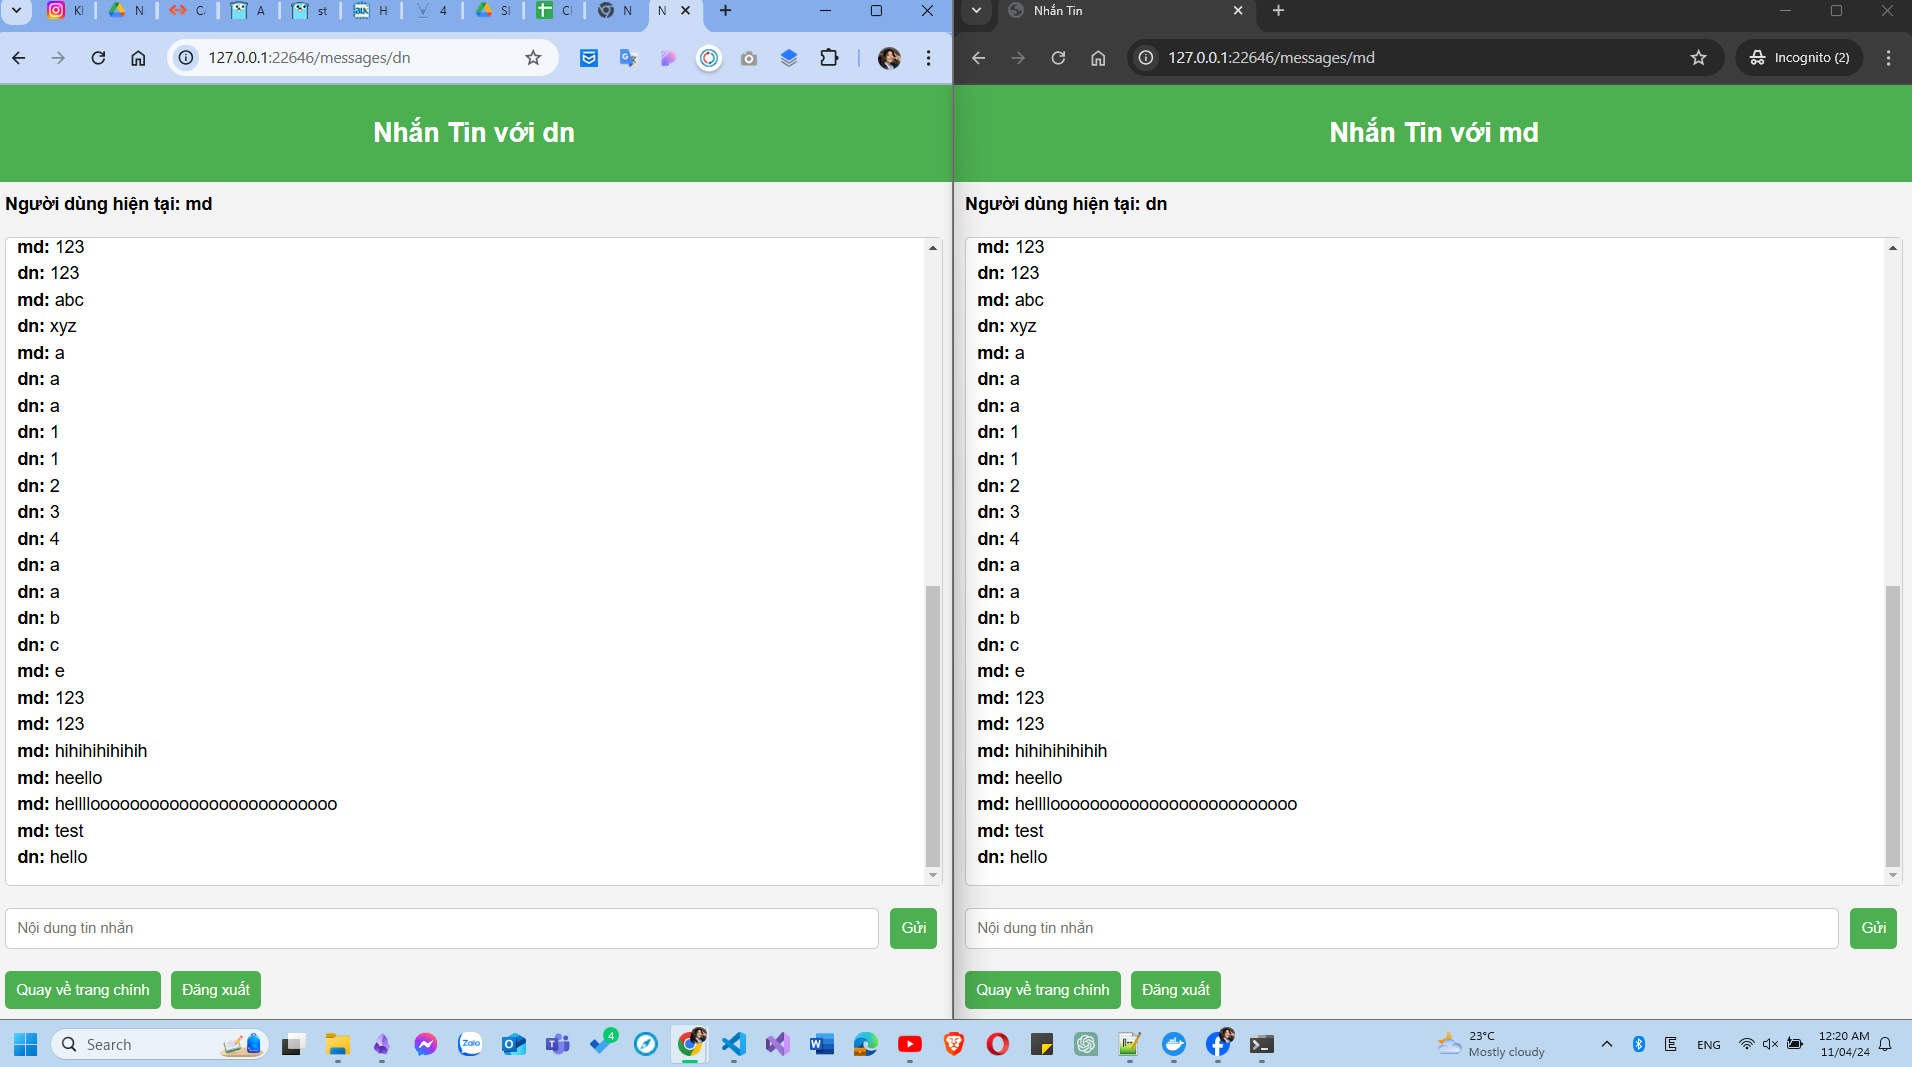 KI
N
C/
A
st
H
4
SI
CI
N
N
127.0.0.1:22646/messages/dn
Nhắn Tin với dn
Người dùng hiện tại: md
md: 123
dn: 123
md: abc
dn: xyz
md: a
dn: a
dn: a
dn: 1
dn: 1
dn: 2
dn: 3
dn: 4
dn: a
dn: a
dn: b
dn: c
md: e
md: 123
md: 123
md: hihihihihihih
md: heello
md: hellllooooooooooooooooooooooooo
md: test
dn: hello
Nội dung tin nhắn
Gửi
Quay về trang chính
Đăng xuất
Nhắn Tin
127.0.0.1:22646/messages/md
Incognito (2)
Nhắn Tin với md
Người dùng hiện tại: dn
md: 123
dn: 123
md: abc
dn: xyz
md: a
dn: a
dn: a
dn: 1
dn: 1
dn: 2
dn: 3
dn: 4
dn: a
dn: a
dn: b
dn: c
md: e
md: 123
md: 123
md: hihihihihihih
md: heello
md: hellllooooooooooooooooooooooooo
md: test
dn: hello
Nội dung tin nhắn
Gửi
Quay về trang chính
Đăng xuất
Search
Zalo
4
23°C
Mostly cloudy
ENG
12:20 AM
11/04/24